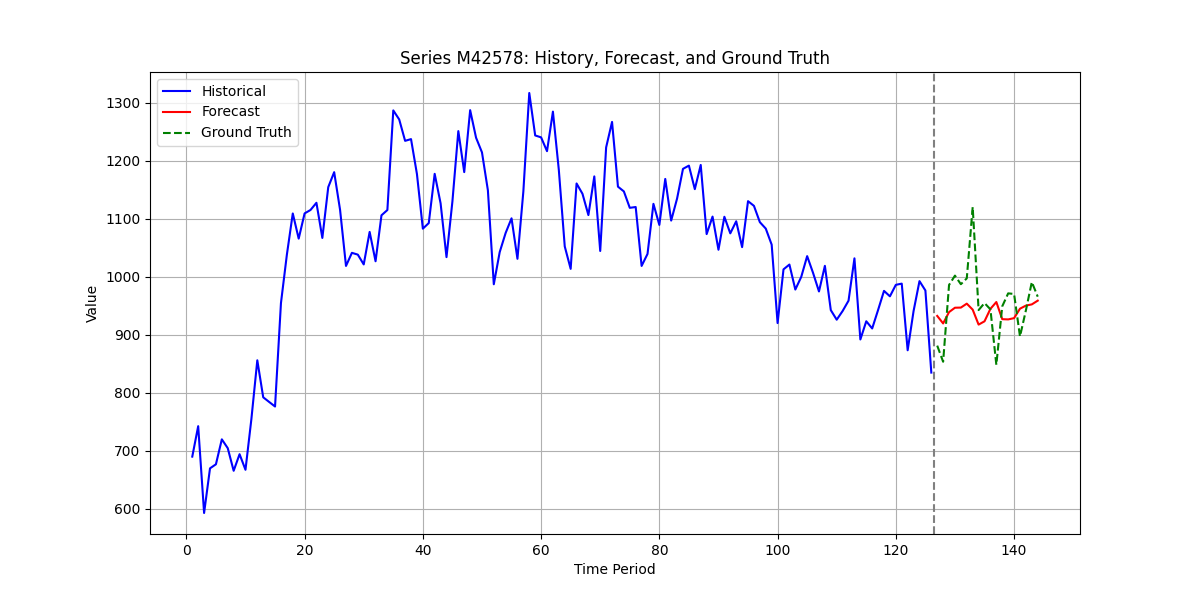 Series M42578: History, Forecast, and Ground Truth
Historical
Forecast
Ground Truth
1300
1200
1100
1000
900
800
700
600
Value
0 20 40 60 80 100 120 140
Time Period